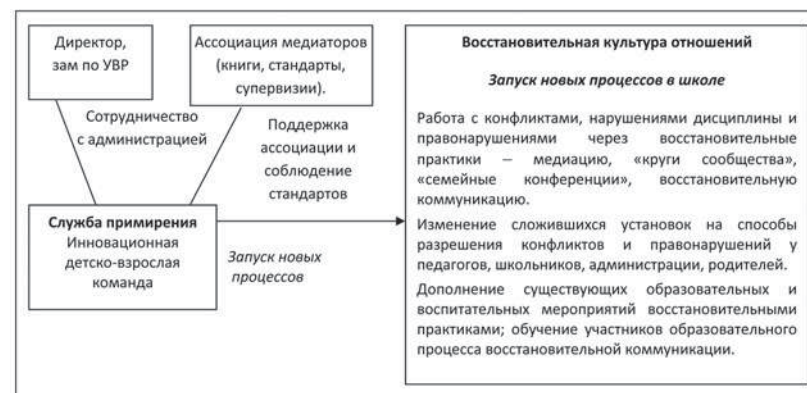 Директор,
зам по УВР
Ассоциация медиаторов
(книги, стандарты,
супервизии).
Сотрудничество
с администрацией
Поддержка
ассоциации и
соблюдение
стандартов
Служба примирения
Инновационная
детско-взрослая
команда
Запуск новых
процессов
Восстановительная культура отношений
Запуск новых процессов в школе
Работа с конфликтами, нарушениями дисциплины и
правонарушениями через восстановительные
практики – медиацию, «круги сообщества»,
«семейные конференции», восстановительную
коммуникацию.
Изменение сложившихся установок на способы
разрешения конфликтов и правонарушений у
педагогов, школьников, администрации, родителей.
Дополнение существующих образовательных и
воспитательных мероприятий восстановительными
практиками; обучение участников образовательного
процесса восстановительной коммуникации.